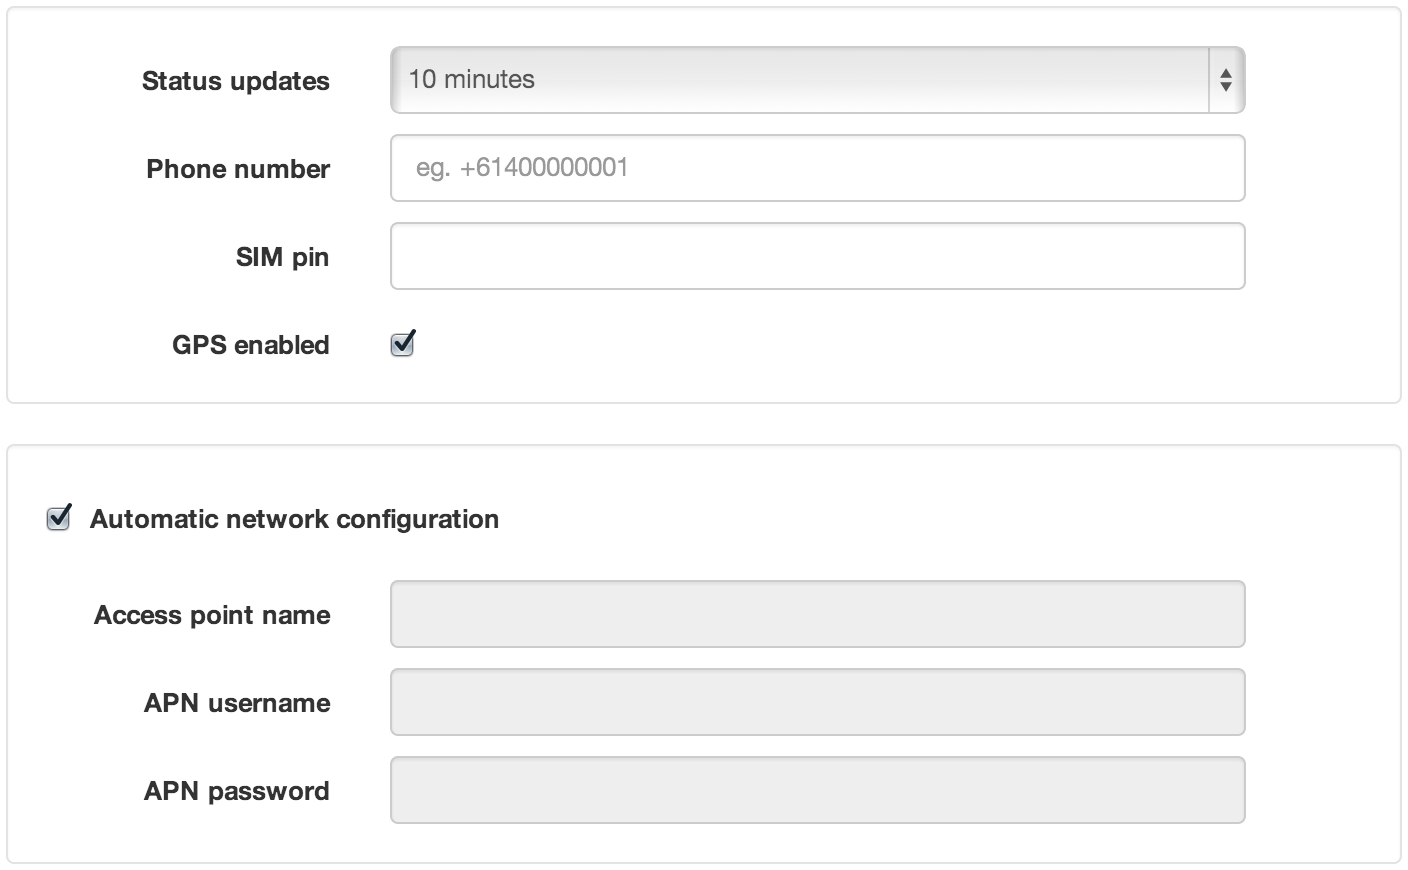 Status updates
10 minutes
Phone number
eg. +61400000001
SIM pin
GPS enabled
Automatic network configuration
Access point name
APN username
APN password